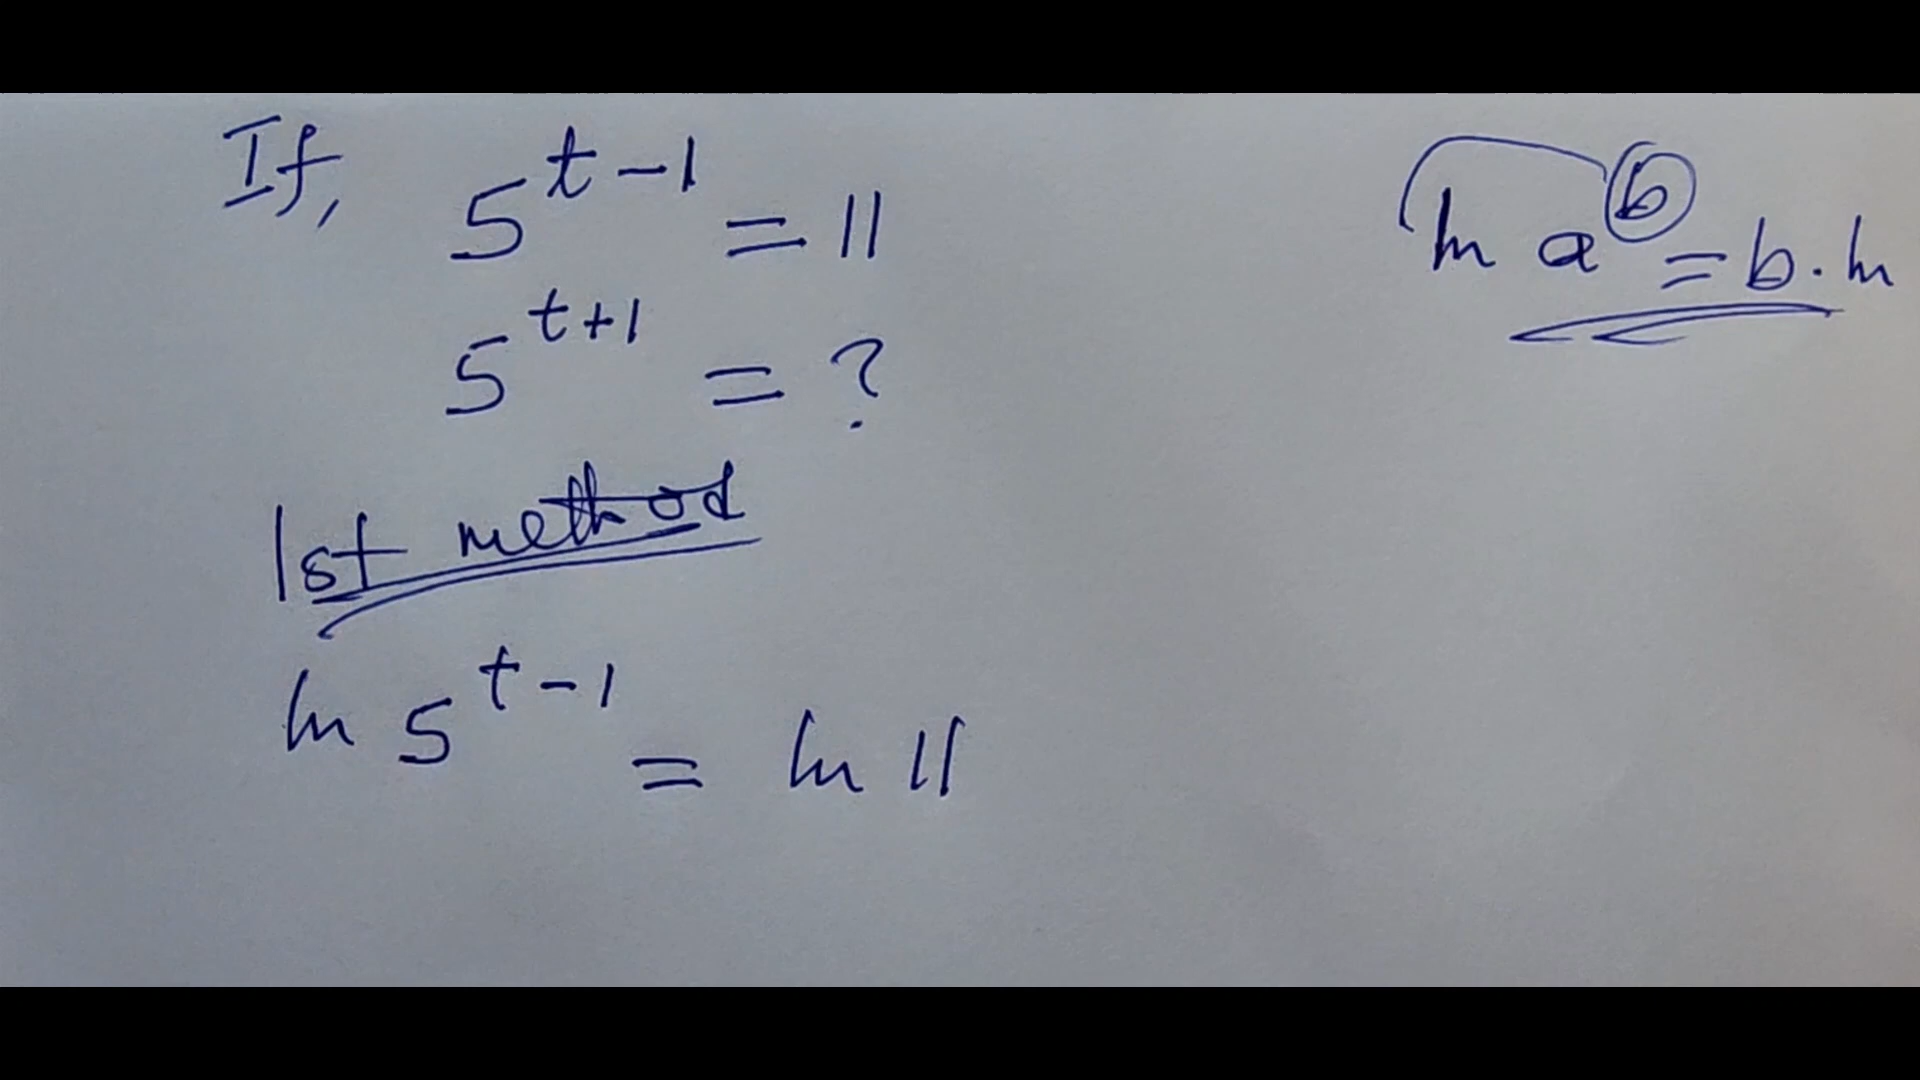 If, 5^{t-1} = 11
5^{t+1} = ?
1st method
ln 5^{t-1} = ln 11
ln a^b = b. ln